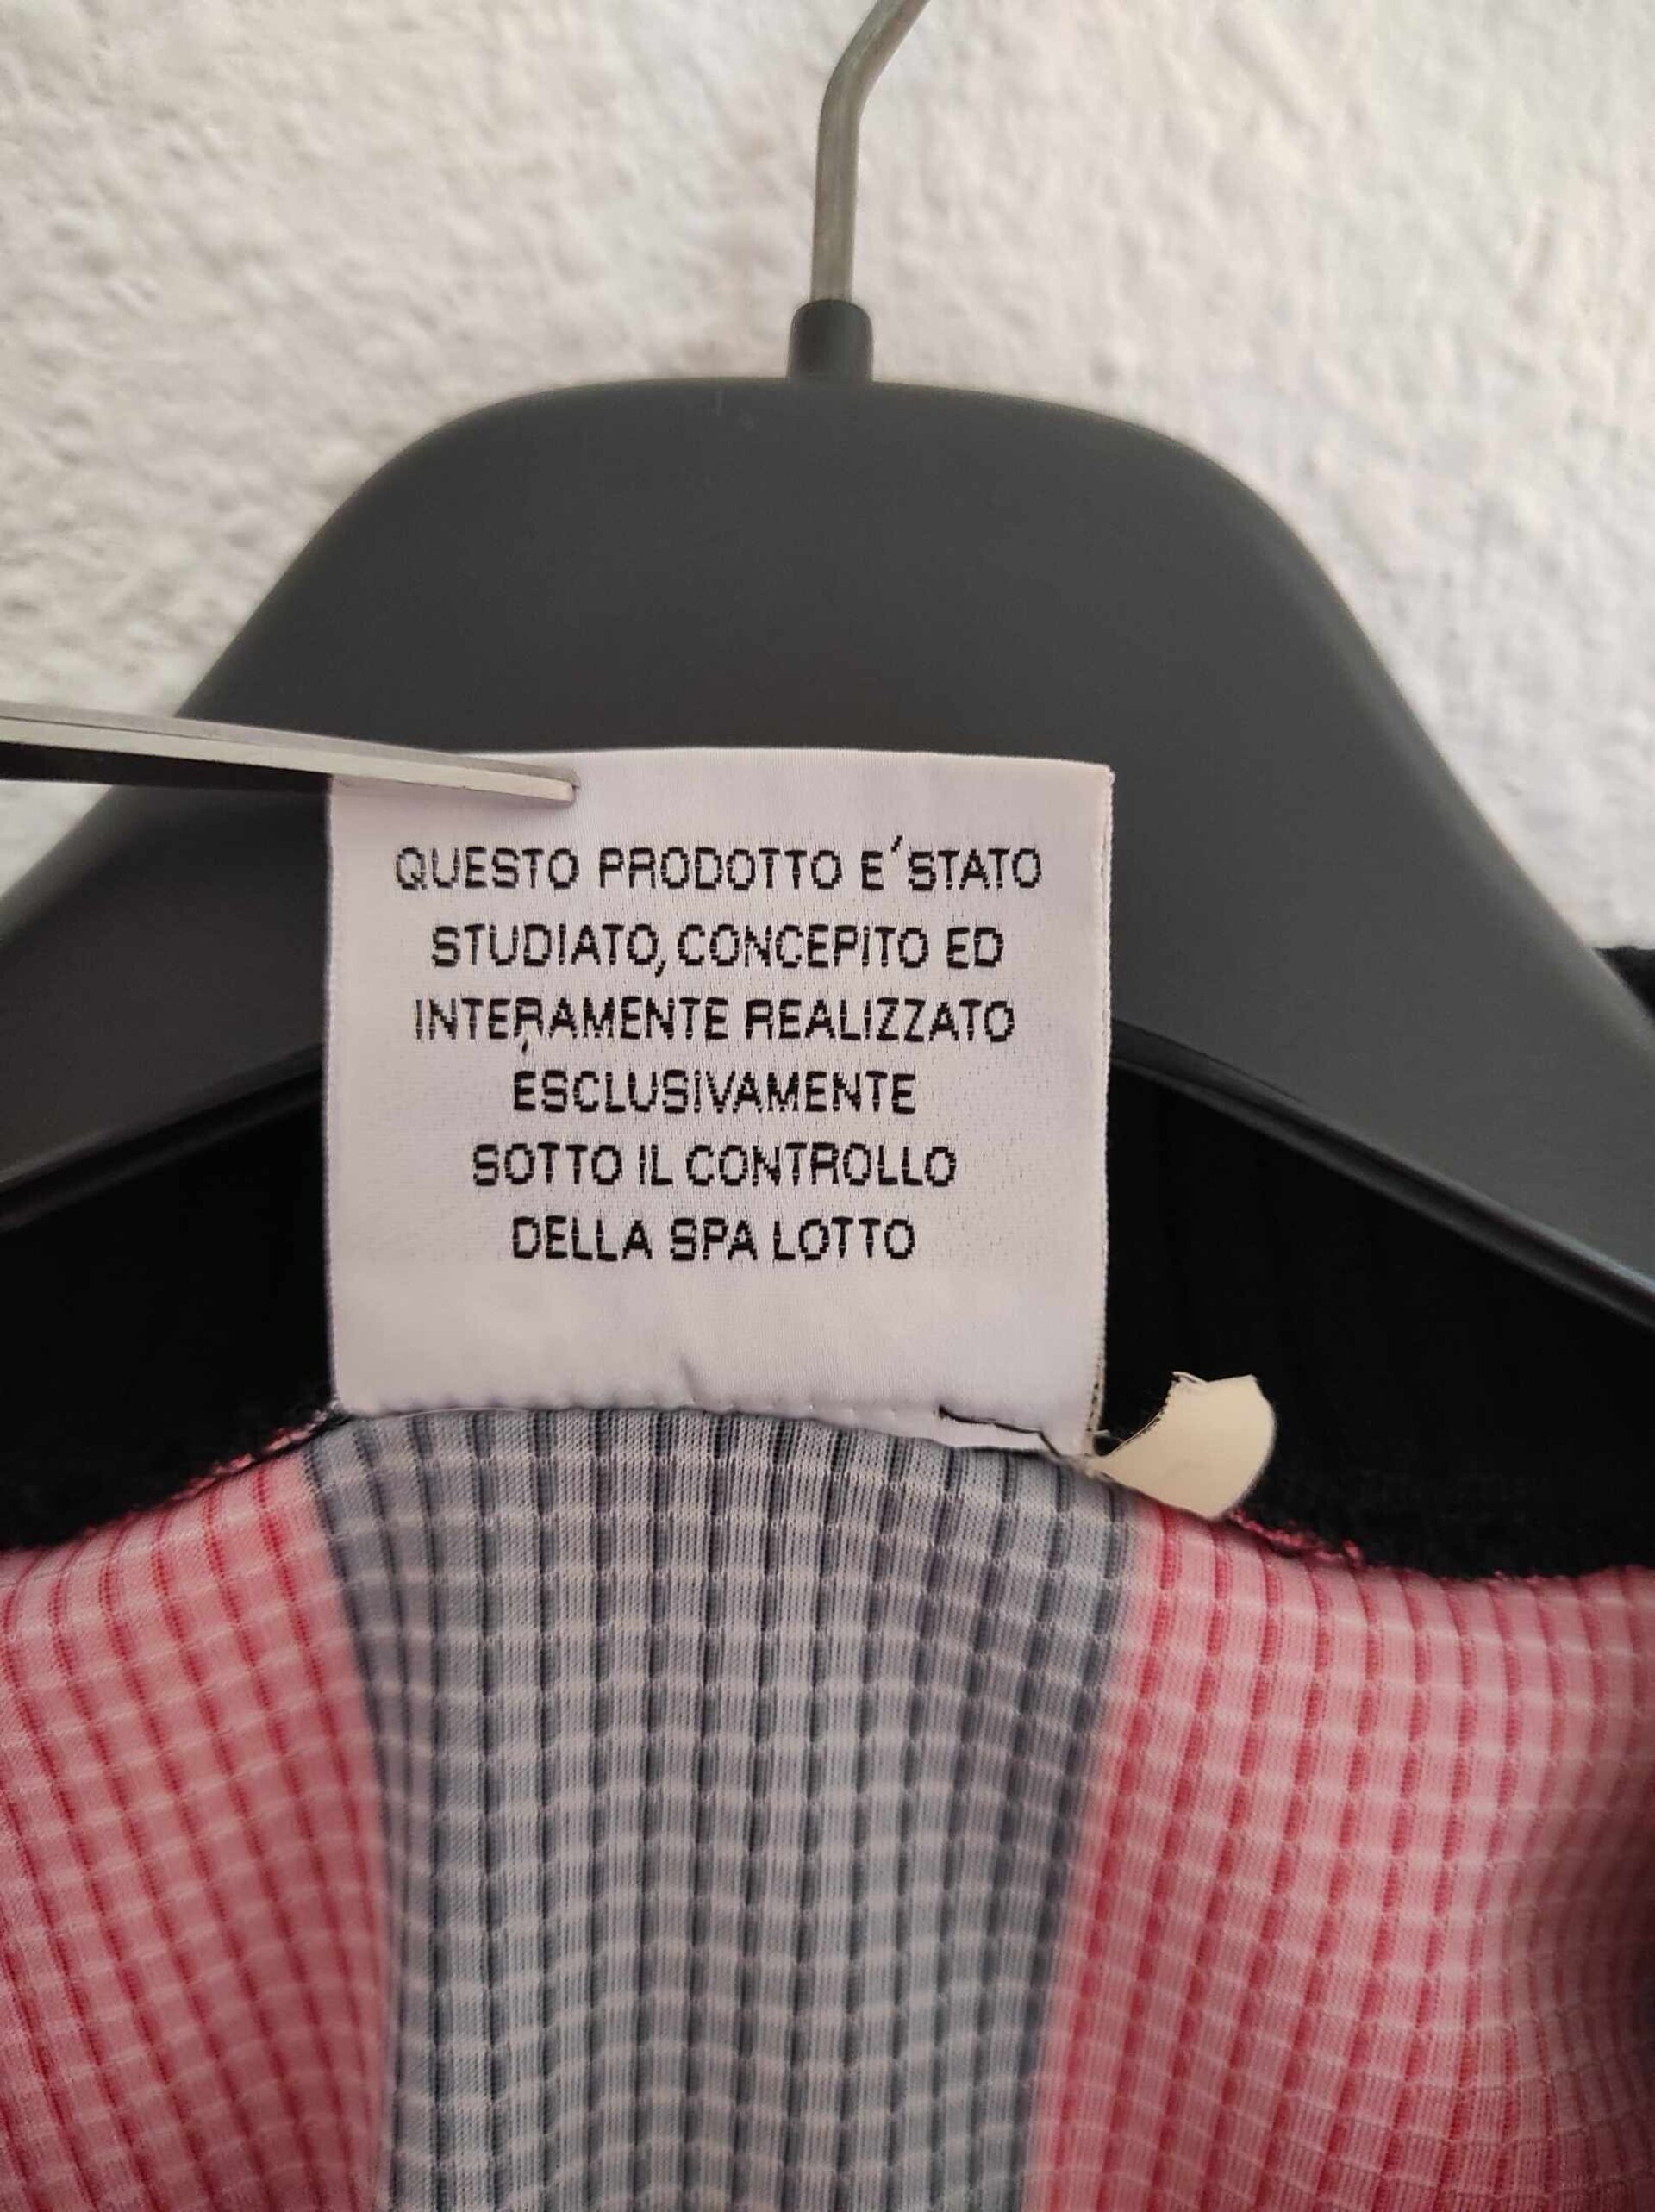 QUESTO PRODOTTO E´STATO
STUDIATO, CONCEPITO ED
INTERAMENTE REALIZZATO
ESCLUSIVAMENTE
SOTTO IL CONTROLLO
DELLA SPA LOTTO